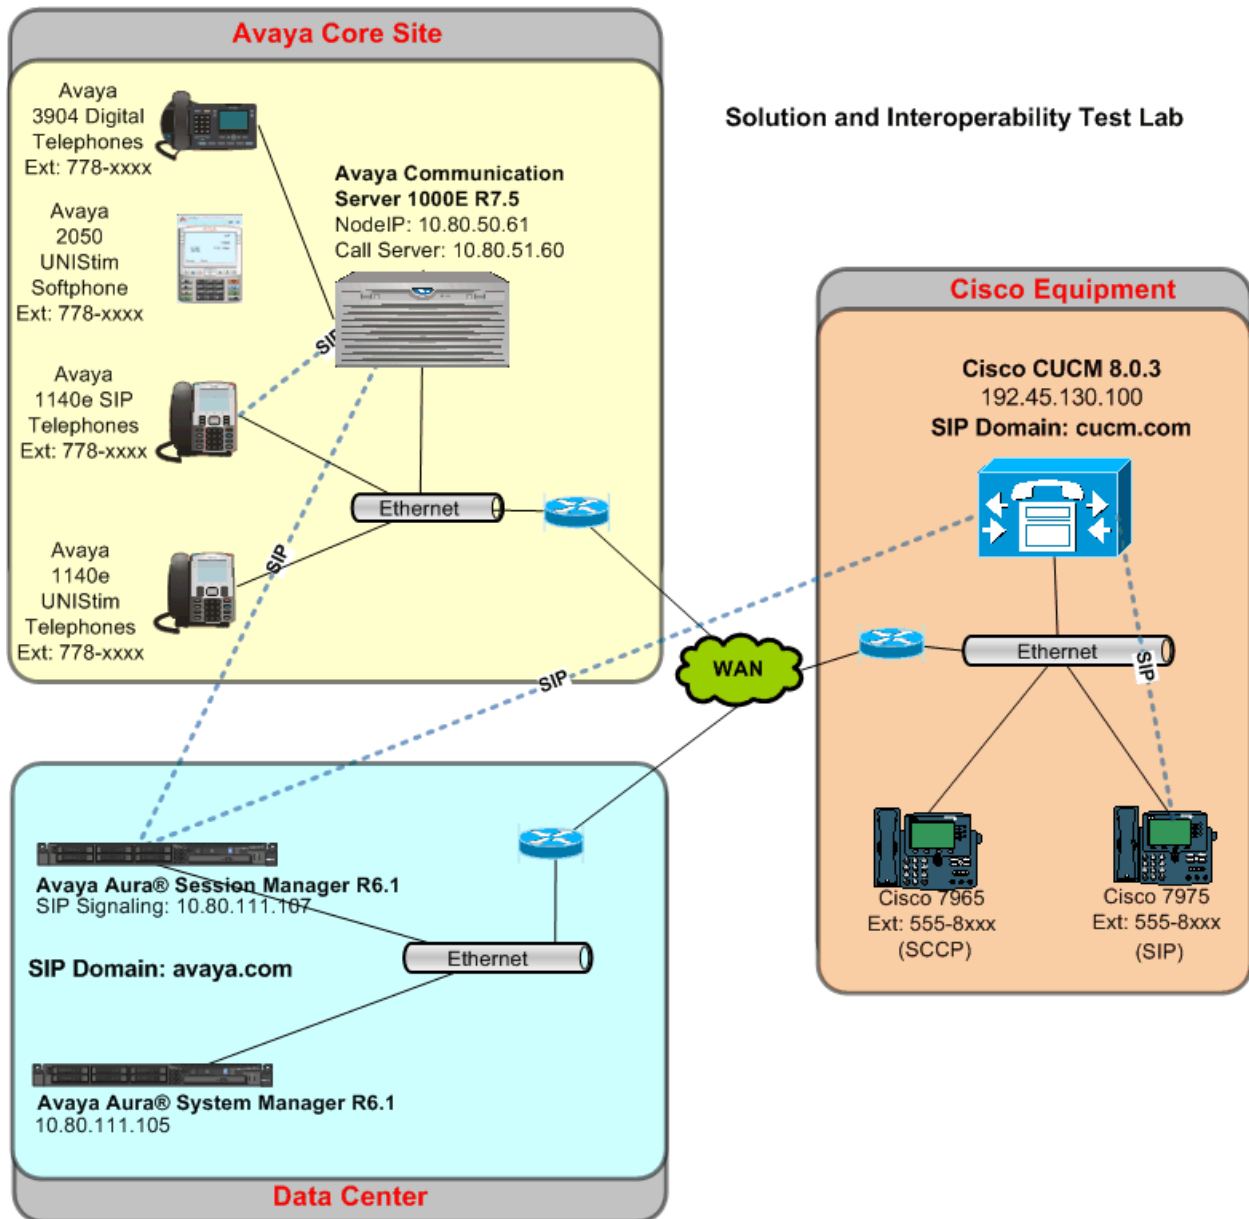 Avaya Core Site
Avaya
3904 Digital
Telephones
Ext: 778-xxxx
Avaya
2050
UNIStim
Softphone
Ext: 778-xxxx
Avaya
1140e SIP
Telephones
Ext: 778-xxxx
Avaya
1140e
UNIStim
Telephones
Ext: 778-xxxx
Avaya Communication
Server 1000E R7.5
NodeIP: 10.80.50.61
Call Server: 10.80.51.60
SIP
SIP
Ethernet
Solution and Interoperability Test Lab
WAN
SIP
Cisco Equipment
Cisco CUCM 8.0.3
192.45.130.100
SIP Domain: cucm.com
Ethernet
SIP
Cisco 7965
Ext: 555-8xxx
(SCCP)
Cisco 7975
Ext: 555-8xxx
(SIP)
Avaya Aura® Session Manager R6.1
SIP Signaling: 10.80.111.107
SIP Domain: avaya.com
Ethernet
Avaya Aura® System Manager R6.1
10.80.111.105
Data Center